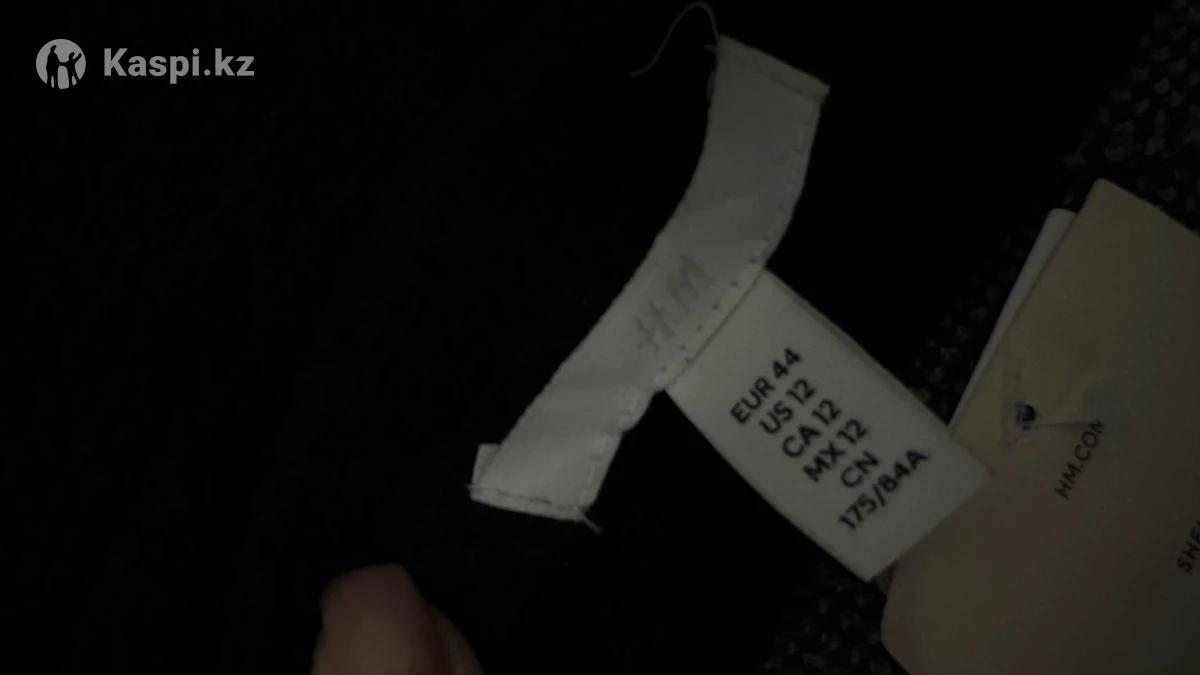 Kaspi.kz
H&M
EUR 44
US 12
CA 12
MX 12
CN
175/84A
HM.COM